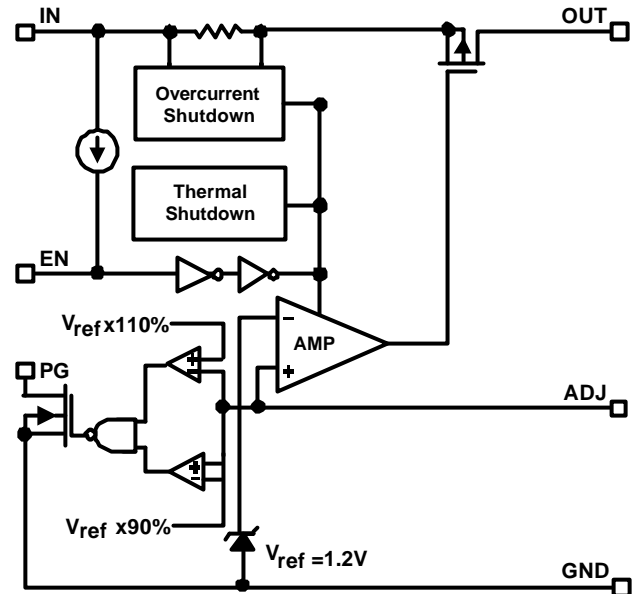 IN
OUT
Overcurrent
Shutdown
Thermal
Shutdown
EN
Vref x110%
−
AMP
+
PG
+
−
ADJ
+
−
Vref x90%
Vref =1.2V
GND